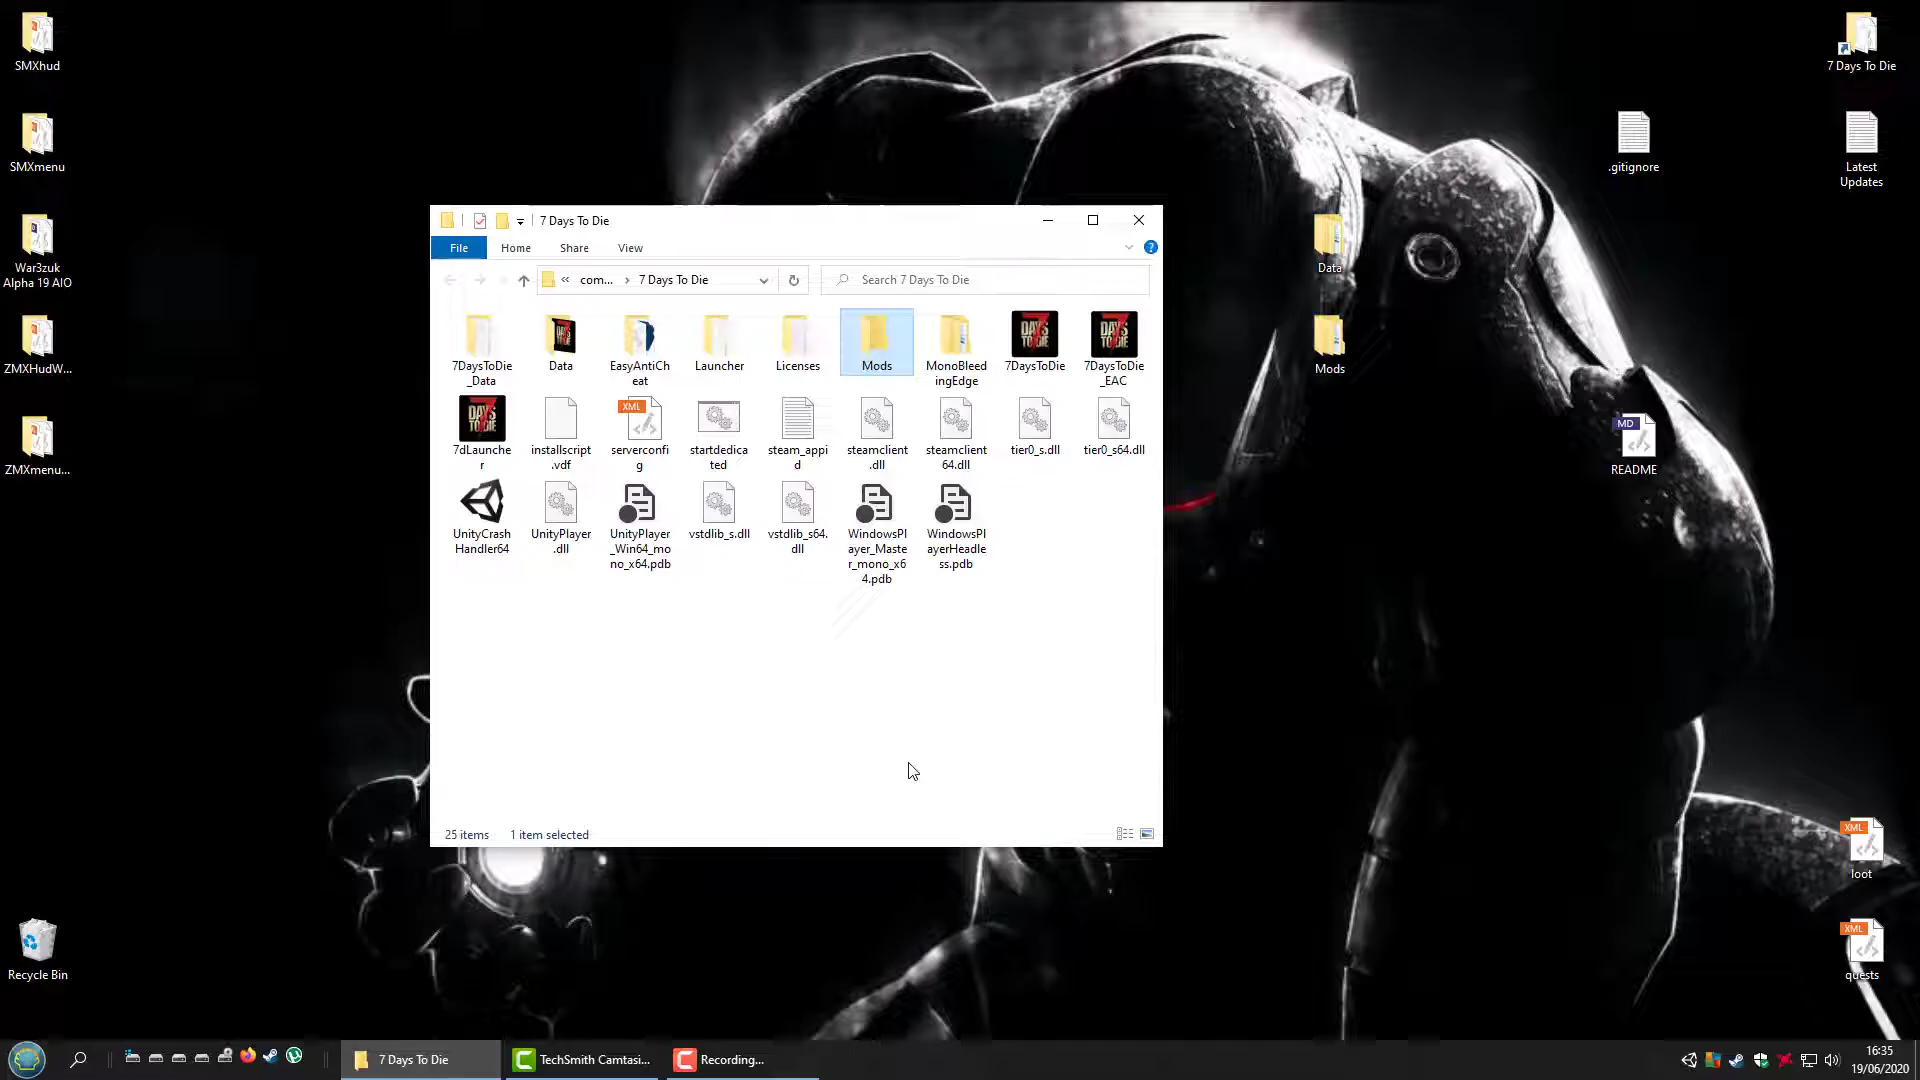 SMXhud
SMXmenu
War3zuk
Alpha 19 AIO
ZMXHudW...
ZMXmenu...
Recycle Bin
7 Days To Die
File
Home
Share
View
com...
7 Days To Die
Search 7 Days To Die
7DaysToDie
_Data
Data
EasyAntiCh
eat
Launcher
Licenses
Mods
MonoBleed
ingEdge
7DaysToDie
7DaysToDie
_EAC
7dLaunche
r
installscript
.vdf
XML
serverconfi
g
startdedica
ted
steam_appi
d
steamclient
.dll
steamclient
64.dll
tier0_s.dll
tier0_s64.dll
UnityCrash
Handler64
UnityPlayer
.dll
UnityPlayer
_Win64_mo
no_x64.pdb
vstdlib_s.dll
vstdlib_s64.
dll
WindowsPl
ayer_Maste
r_mono_x6
4.pdb
WindowsPl
ayerHeadle
ss.pdb
25 items
1 item selected
Data
Mods
.gitignore
MD
README
7 Days To Die
Latest
Updates
XML
loot
XML
quests
7 Days To Die
TechSmith Camtasi...
Recording...
16:35
19/06/2020